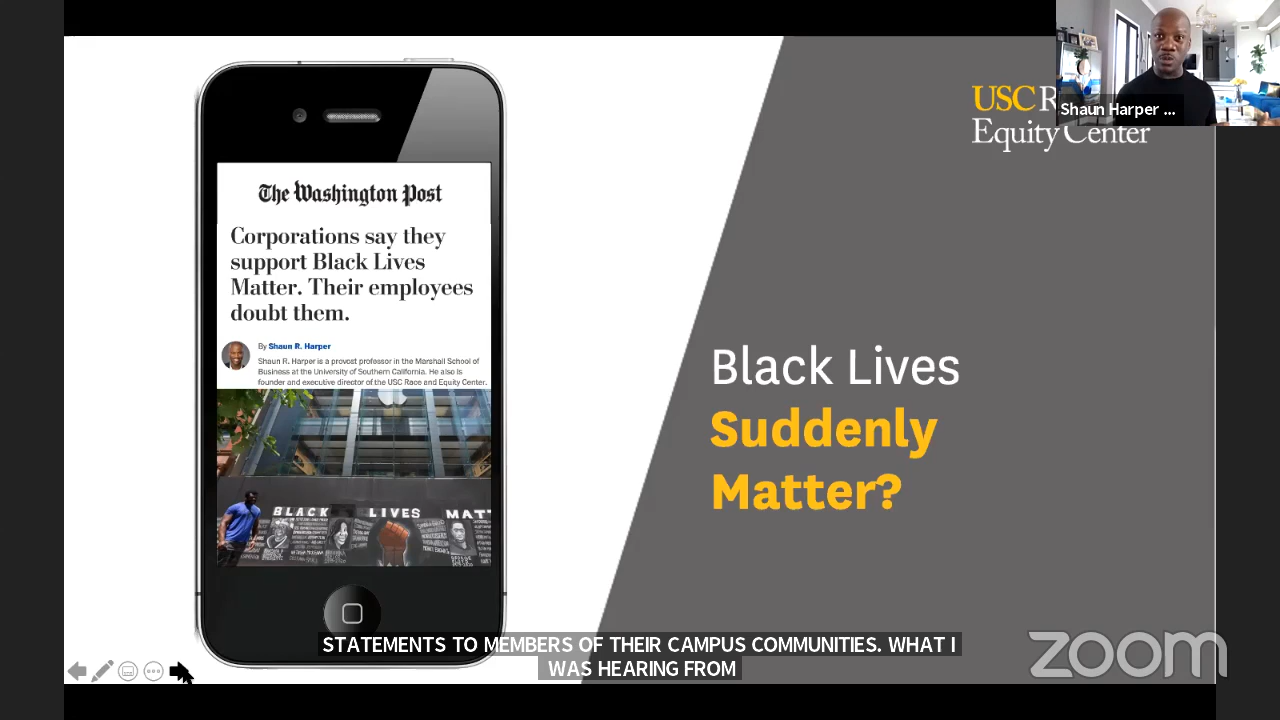 The Washington Post
Corporations say they
support Black Lives
Matter. Their employees
doubt them.
By Shaun R. Harper
Shaun R. Harper is a provost professor in the Marshall School of
Business at the University of Southern California. He also is
founder and executive director of the USC Race and Equity Center.
BLACK LIVES MATT
USC R
Equity Center
Shaun Harper ...
Black Lives
Suddenly
Matter?
STATEMENTS TO MEMBERS OF THEIR CAMPUS COMMUNITIES. WHAT I
WAS HEARING FROM
zoom